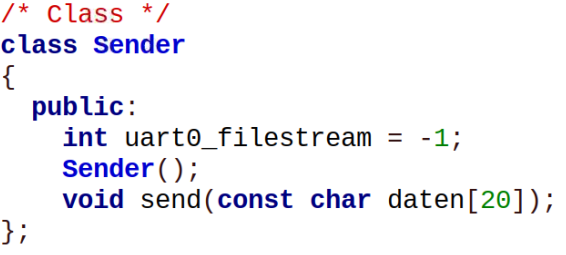 /* Class */
class Sender
{
  public:
    int uart0_filestream = -1;
    Sender();
    void send(const char daten[20]);
};